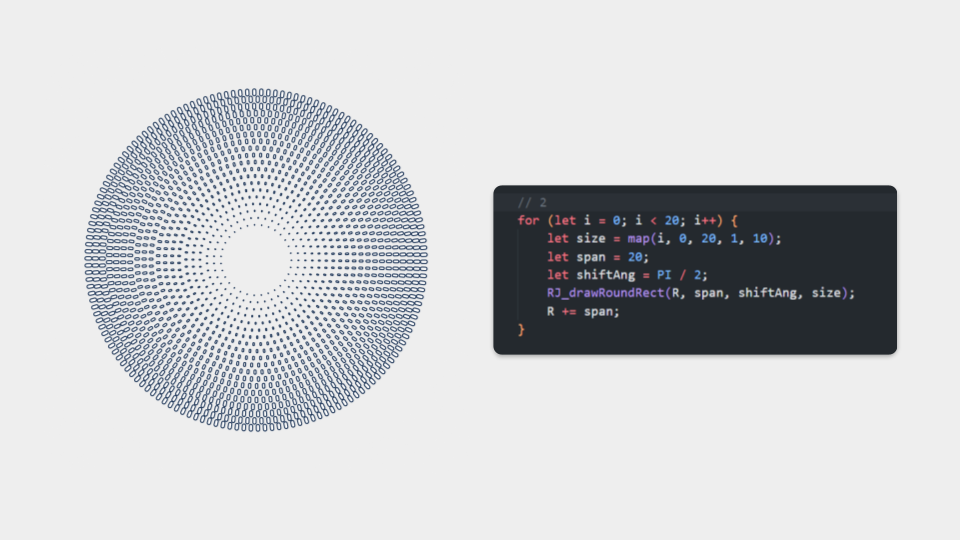 // 2
for (let i = 0; i < 20; i++) {
let size = map(i, 0, 20, 1, 10);
let span = 20;
let shiftAng = PI / 2;
RJ_drawRoundRect(R, span, shiftAng, size);
R += span;
}